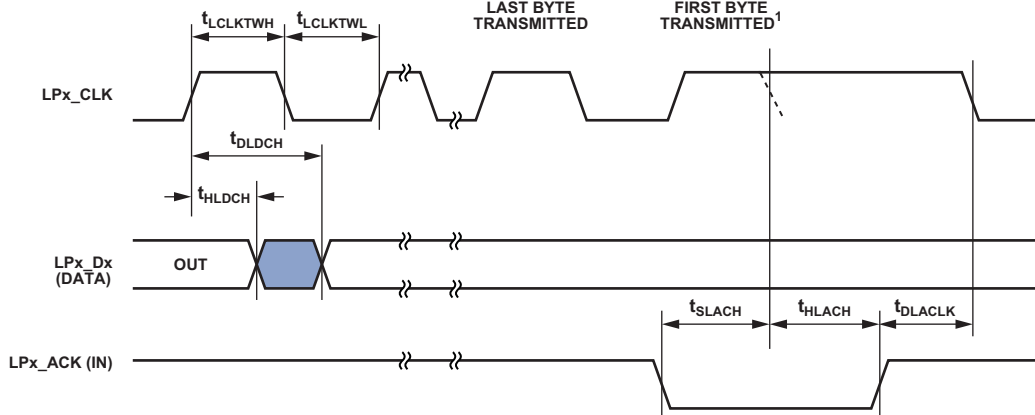 LAST BYTE
TRANSMITTED
FIRST BYTE
TRANSMITTED1
tLCLKTWH
tLCLKTWL
LPx_CLK
tDLDCH
tHLDCH
LPx_Dx
(DATA)
OUT
tSLACH
tHLACH
tDLACLK
LPx_ACK (IN)